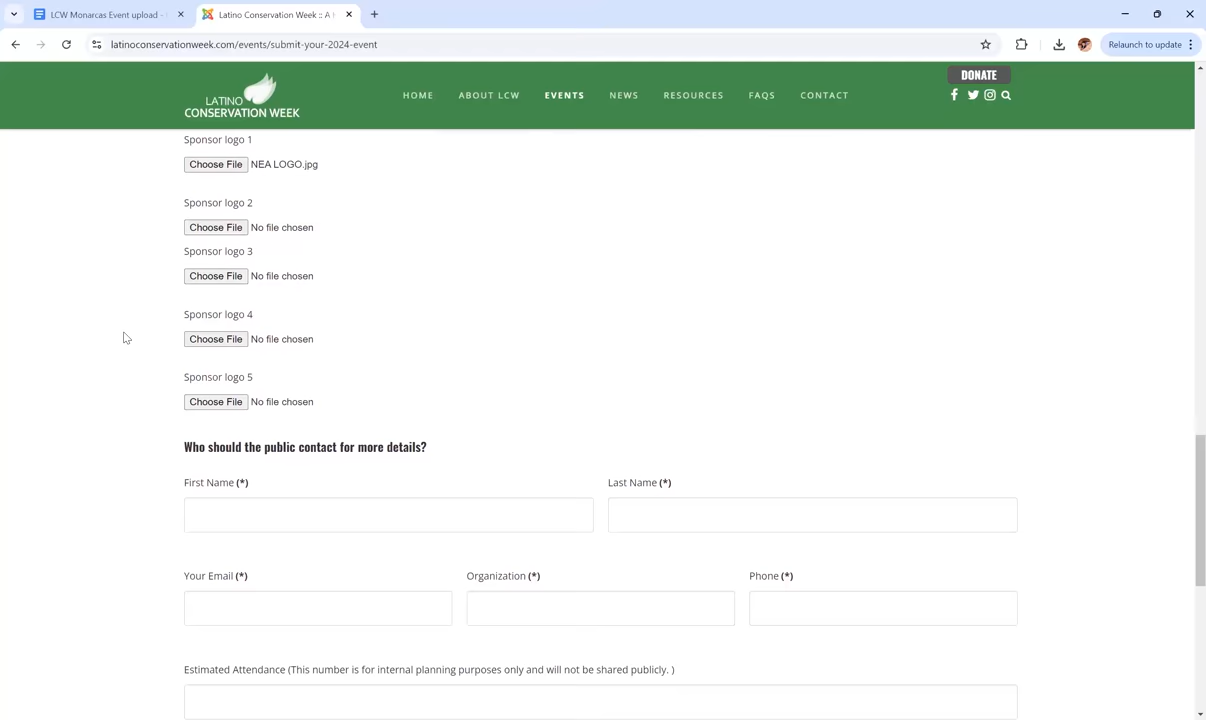 LCW Monarcas Event upload -
Latino Conservation Week :: A
latinoconservationweek.com/events/submit-your-2024-event
Relaunch to update
DONATE
LATINO
CONSERVATION WEEK
HOME ABOUT LCW EVENTS NEWS RESOURCES FAQS CONTACT
Sponsor logo 1
Choose File NEA LOGO.jpg
Sponsor logo 2
Choose File No file chosen
Sponsor logo 3
Choose File No file chosen
Sponsor logo 4
Choose File No file chosen
Sponsor logo 5
Choose File No file chosen
Who should the public contact for more details?
First Name (*) Last Name (*)
Your Email (*) Organization (*) Phone (*)
Estimated Attendance (This number is for internal planning purposes only and will not be shared publicly. )